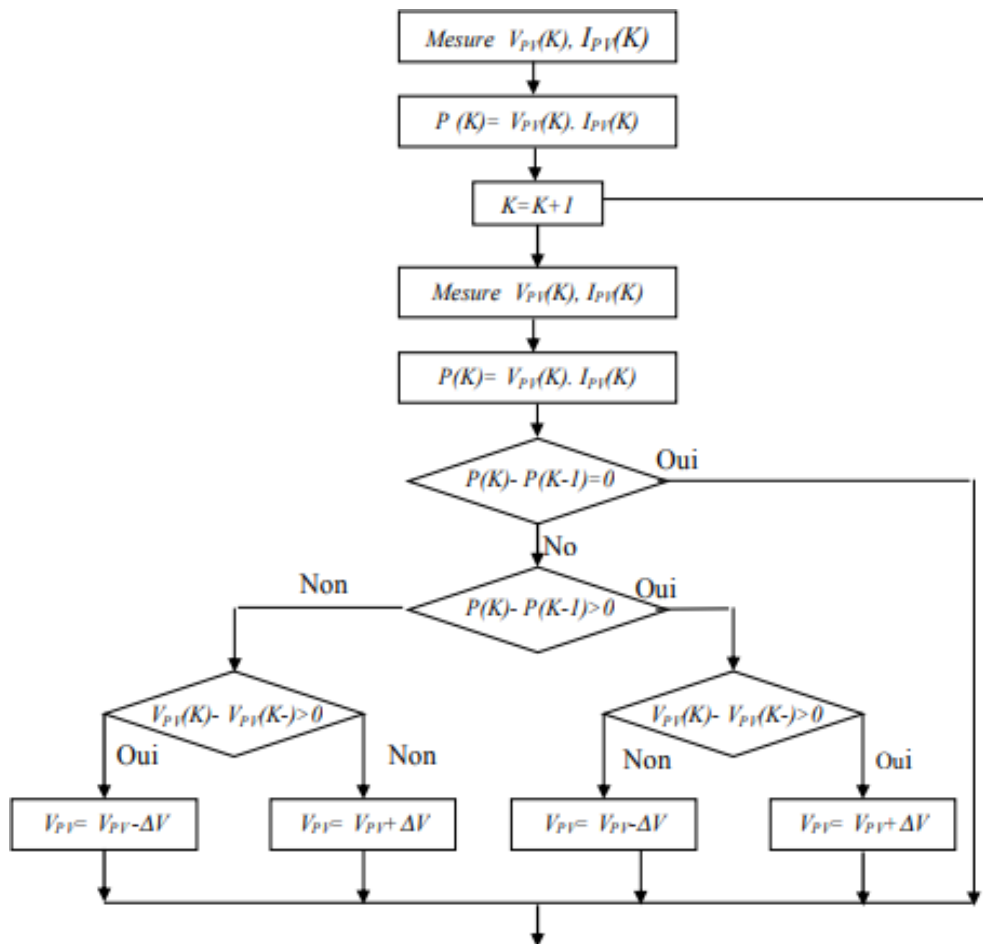 Mesure V_PV(K), I_PV(K)
P (K)= V_PV(K). I_PV(K)
K=K+1
Mesure V_PV(K), I_PV(K)
P(K)= V_PV(K). I_PV(K)
P(K)- P(K-1)=0
Oui
No
Non
P(K)- P(K-1)>0
Oui
V_PV(K)- V_PV(K-)>0
V_PV(K)- V_PV(K-)>0
Oui
Non
Non
Oui
V_PV= V_PV-ΔV
V_PV= V_PV+ΔV
V_PV= V_PV-ΔV
V_PV= V_PV+ΔV